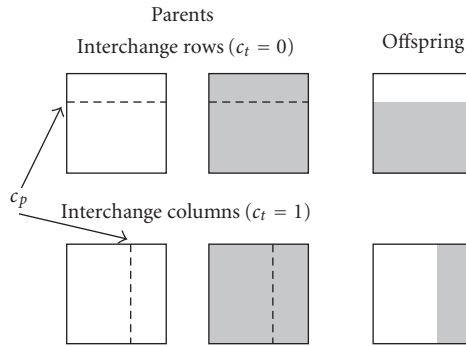 Parents
Interchange rows (c_t = 0)
Offspring
c_p
Interchange columns (c_t = 1)